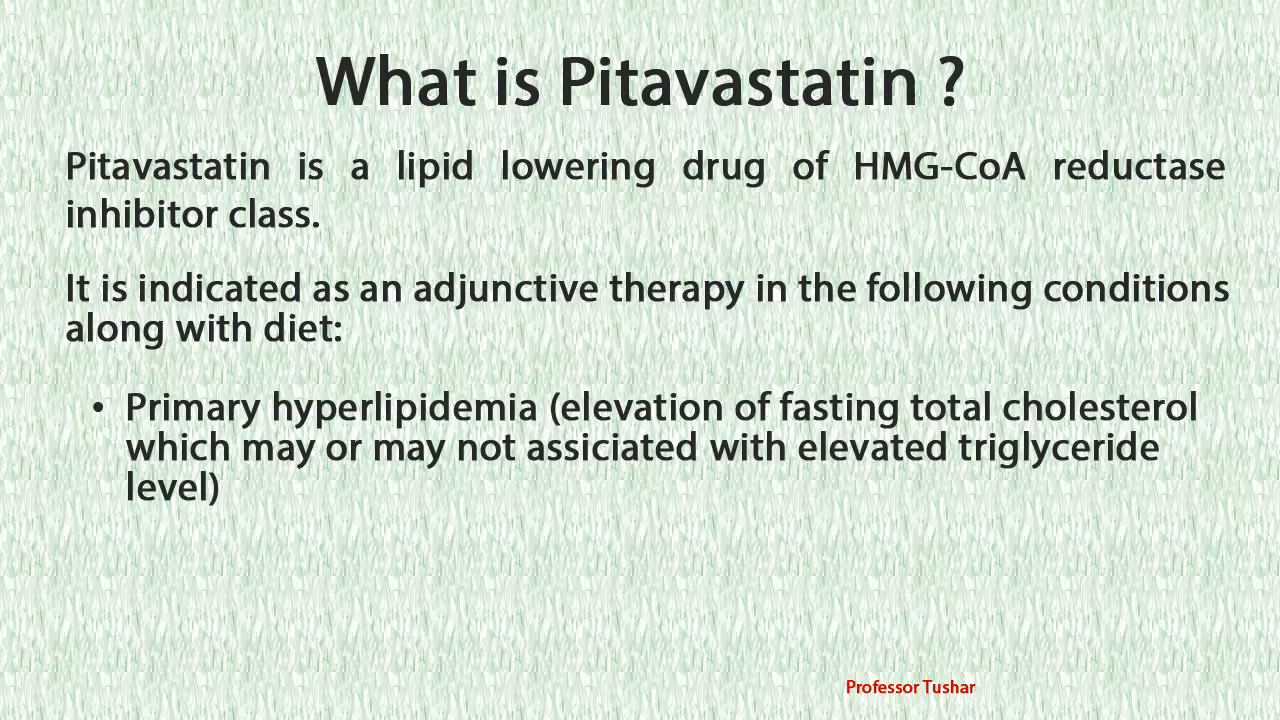 What is Pitavastatin ?
Pitavastatin is a lipid lowering drug of HMG-CoA reductase
inhibitor class.
It is indicated as an adjunctive therapy in the following conditions
along with diet:
• Primary hyperlipidemia (elevation of fasting total cholesterol
which may or may not assiciated with elevated triglyceride
level)
Professor Tushar